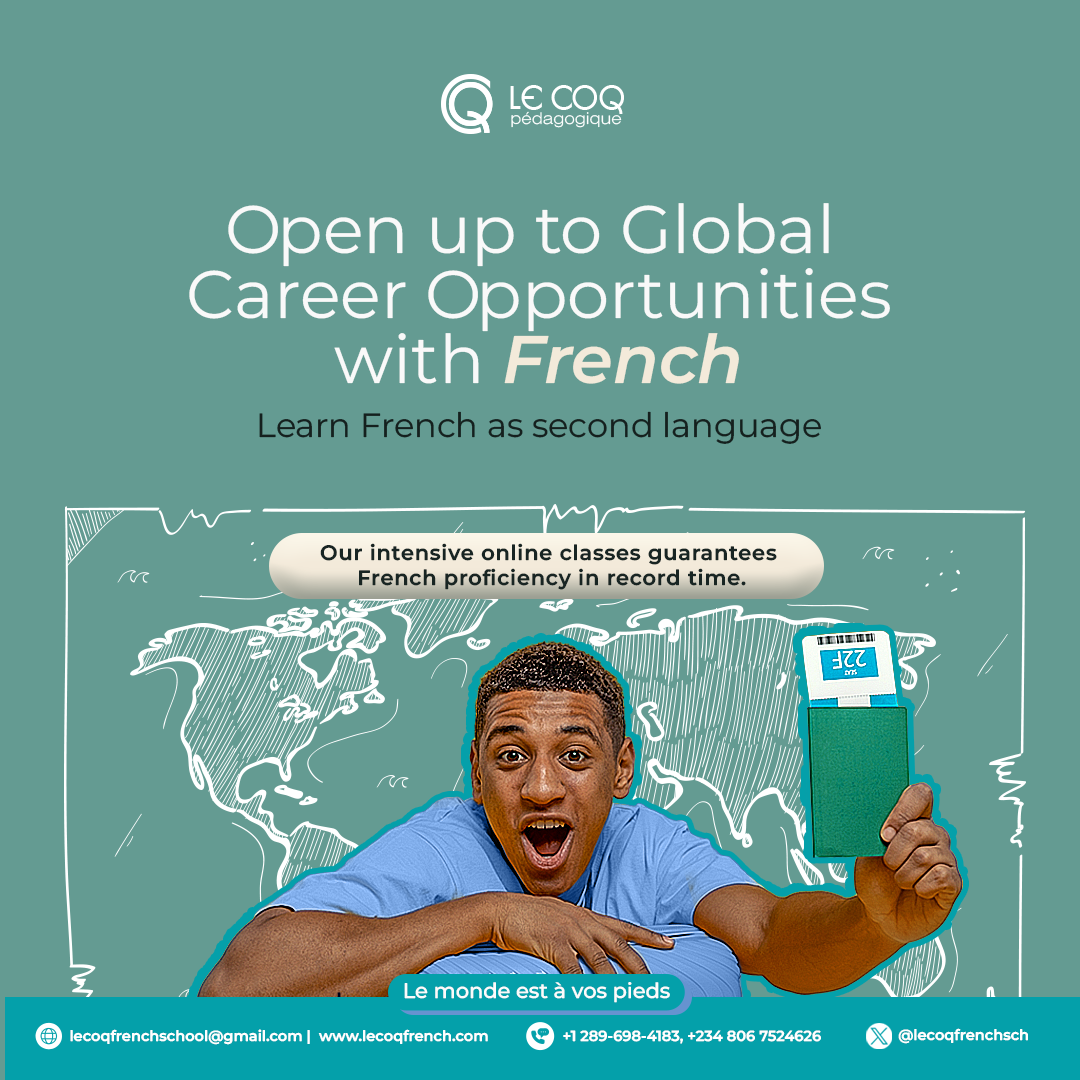 LE COQ
pédagogique
Open up to Global
Career Opportunities
with French
Learn French as second language
Our intensive online classes guarantees
French proficiency in record time.
22F
SEAT
Le monde est à vos pieds
lecoqfrenchschool@gmail.com | www.lecoqfrench.com
+1 289-698-4183, +234 806 7524626
@lecoqfrenchsch